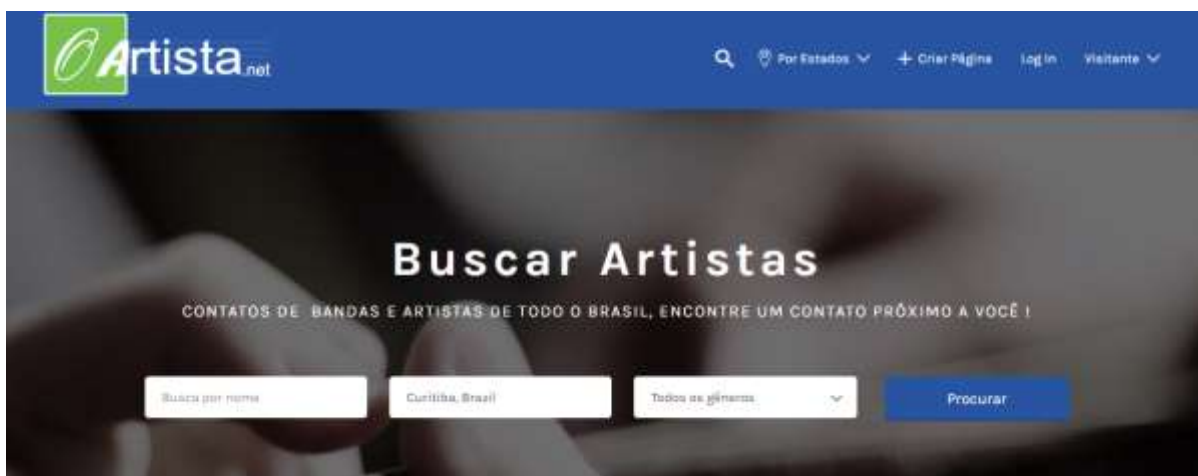 O Artista.net
Por Estados
+ Criar Página
Log In
Visitante
Buscar Artistas
CONTATOS DE BANDAS E ARTISTAS DE TODO O BRASIL, ENCONTRE UM CONTATO PRÓXIMO A VOCÊ !
Busca por nome
Curitiba, Brazil
Todos os gêneros
Procurar